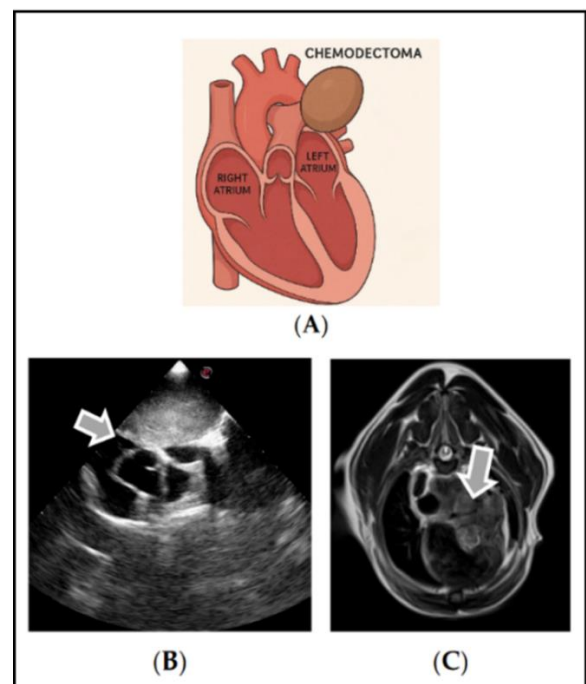 CHEMODECTOMA
RIGHT
ATRIUM
LEFT
ATRIUM
(A)
(B)
(C)